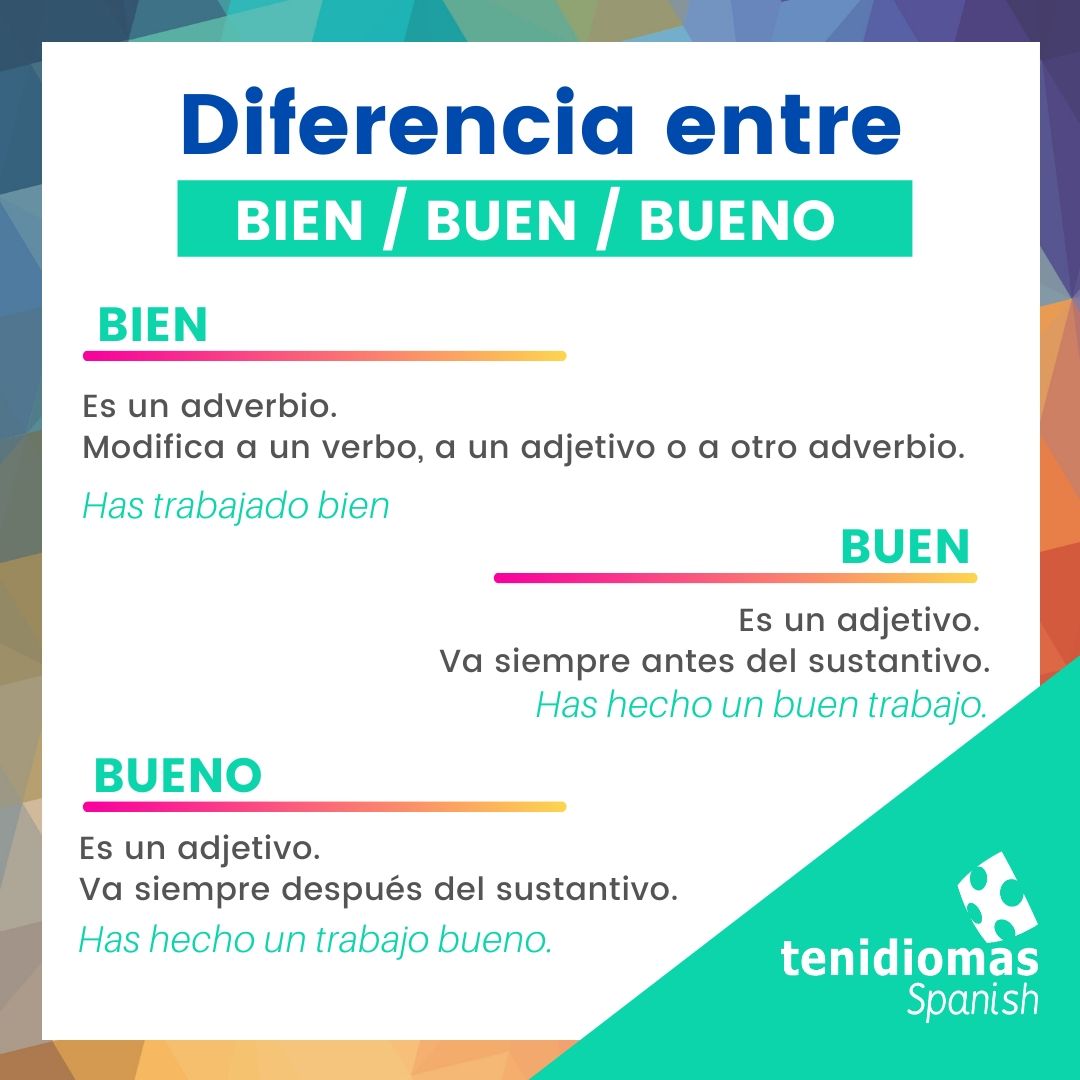 Diferencia entre
BIEN / BUEN / BUENO
BIEN
Es un adverbio.
Modifica a un verbo, a un adjetivo o a otro adverbio.
Has trabajado bien
BUEN
Es un adjetivo.
Va siempre antes del sustantivo.
Has hecho un buen trabajo.
BUENO
Es un adjetivo.
Va siempre después del sustantivo.
Has hecho un trabajo bueno.
tenidiomas
Spanish